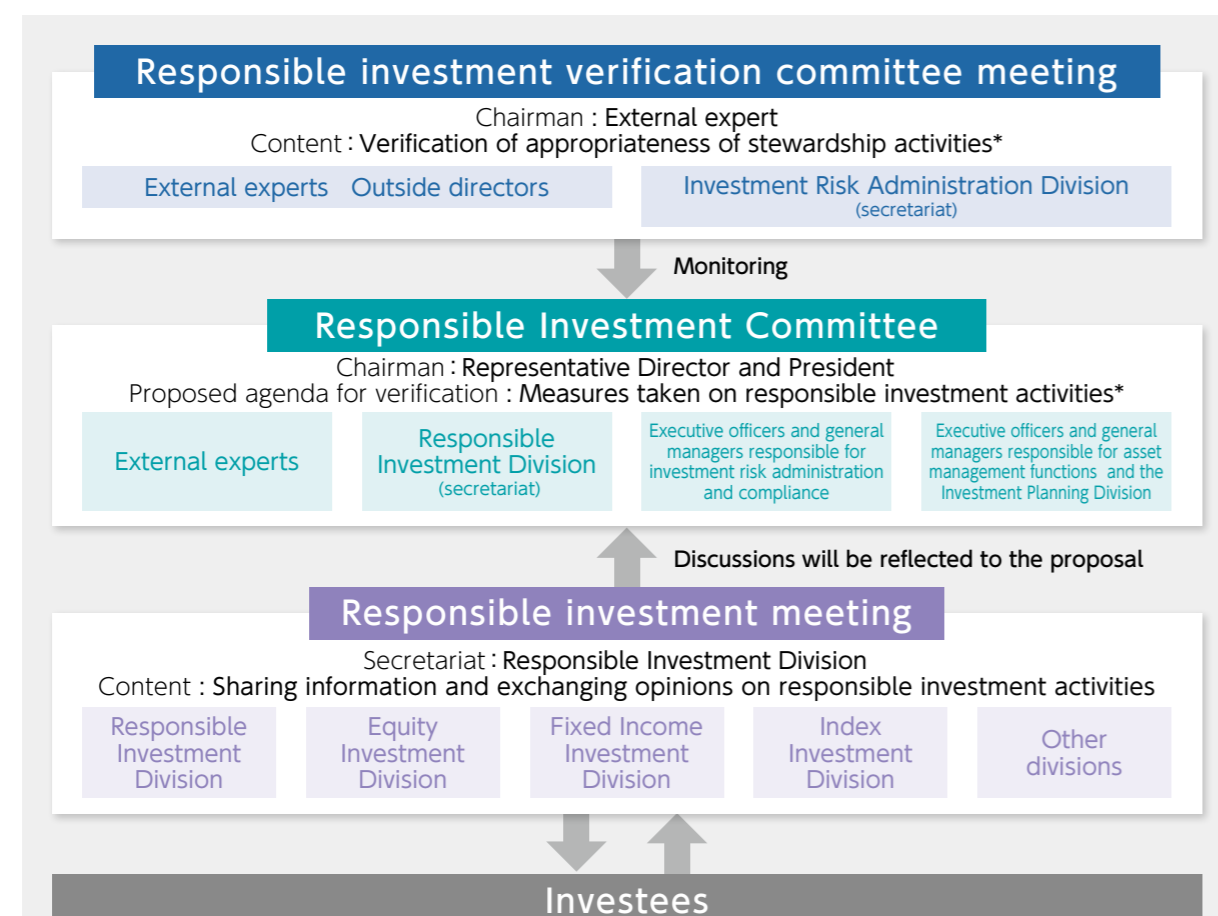 Responsible investment verification committee meeting
Chairman : External expert
Content : Verification of appropriateness of stewardship activities*
External experts Outside directors
Investment Risk Administration Division
(secretariat)
Monitoring
Responsible Investment Committee
Chairman : Representative Director and President
Proposed agenda for verification : Measures taken on responsible investment activities*
External experts
Responsible
Investment Division
(secretariat)
Executive officers and general
managers responsible for
investment risk administration
and compliance
Executive officers and general
managers responsible for asset
management functions and the
Investment Planning Division
Discussions will be reflected to the proposal
Responsible investment meeting
Secretariat : Responsible Investment Division
Content : Sharing information and exchanging opinions on responsible investment activities
Responsible
Investment
Division
Equity
Investment
Division
Fixed Income
Investment
Division
Index
Investment
Division
Other
divisions
Investees